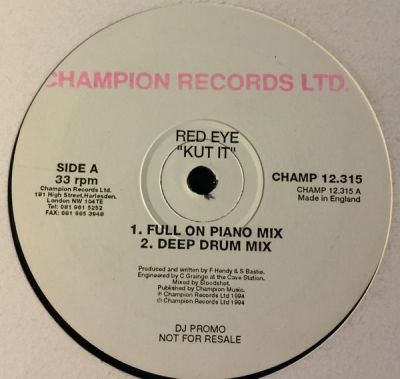 CHAMPION RECORDS LTD.
RED EYE
"KUT IT"
SIDE A
33 rpm
Champion Records Ltd.
181 High Street, Harlesden.
London NW 104TE
Tel: 081 961 5252
Fax: 081 965 3948
CHAMP 12.315
CHAMP 12.315 A
Made in England
1. FULL ON PIANO MIX
2. DEEP DRUM MIX
Produced and written by F Hendy & S Bastie.
Engineered by C Grainge at the Cave Station.
Mixed by Bloodshot.
Published by Champion Music.
℗ Champion Records Ltd 1994
© Champion Records Ltd 1994
DJ PROMO
NOT FOR RESALE